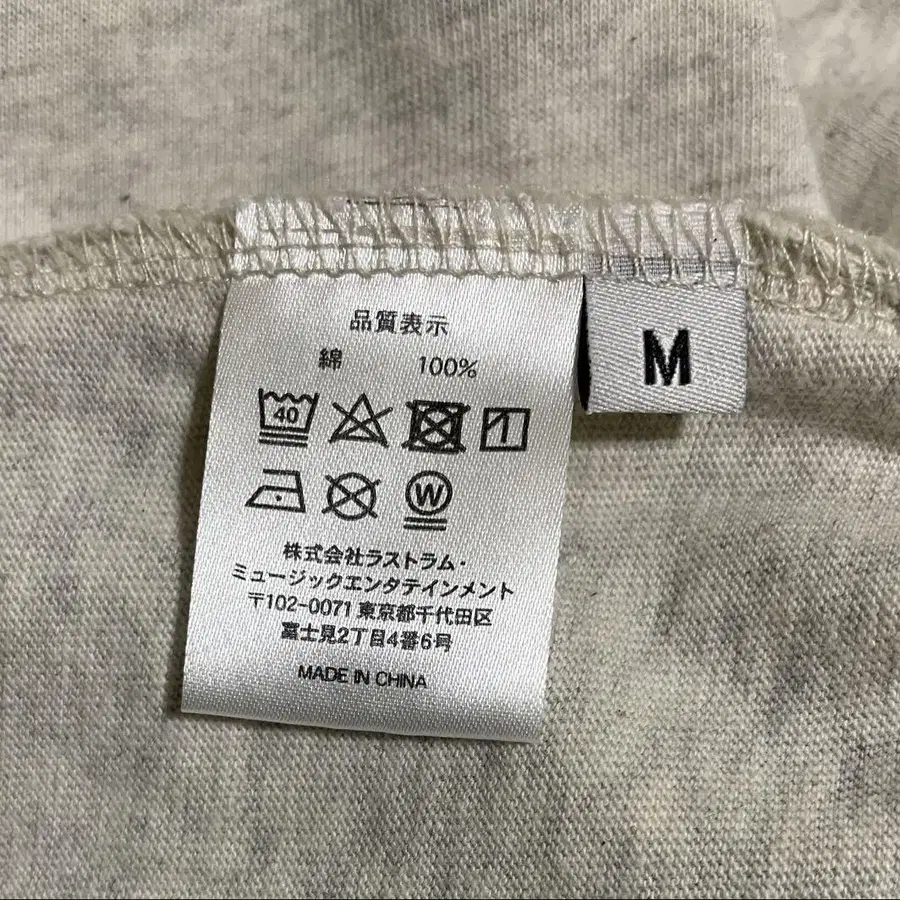 品質表示
綿 100%
M
40
W
株式会社ラストラム・
ミュージックエンタテインメント
〒102-0071 東京都千代田区
富士見2丁目4番6号
MADE IN CHINA